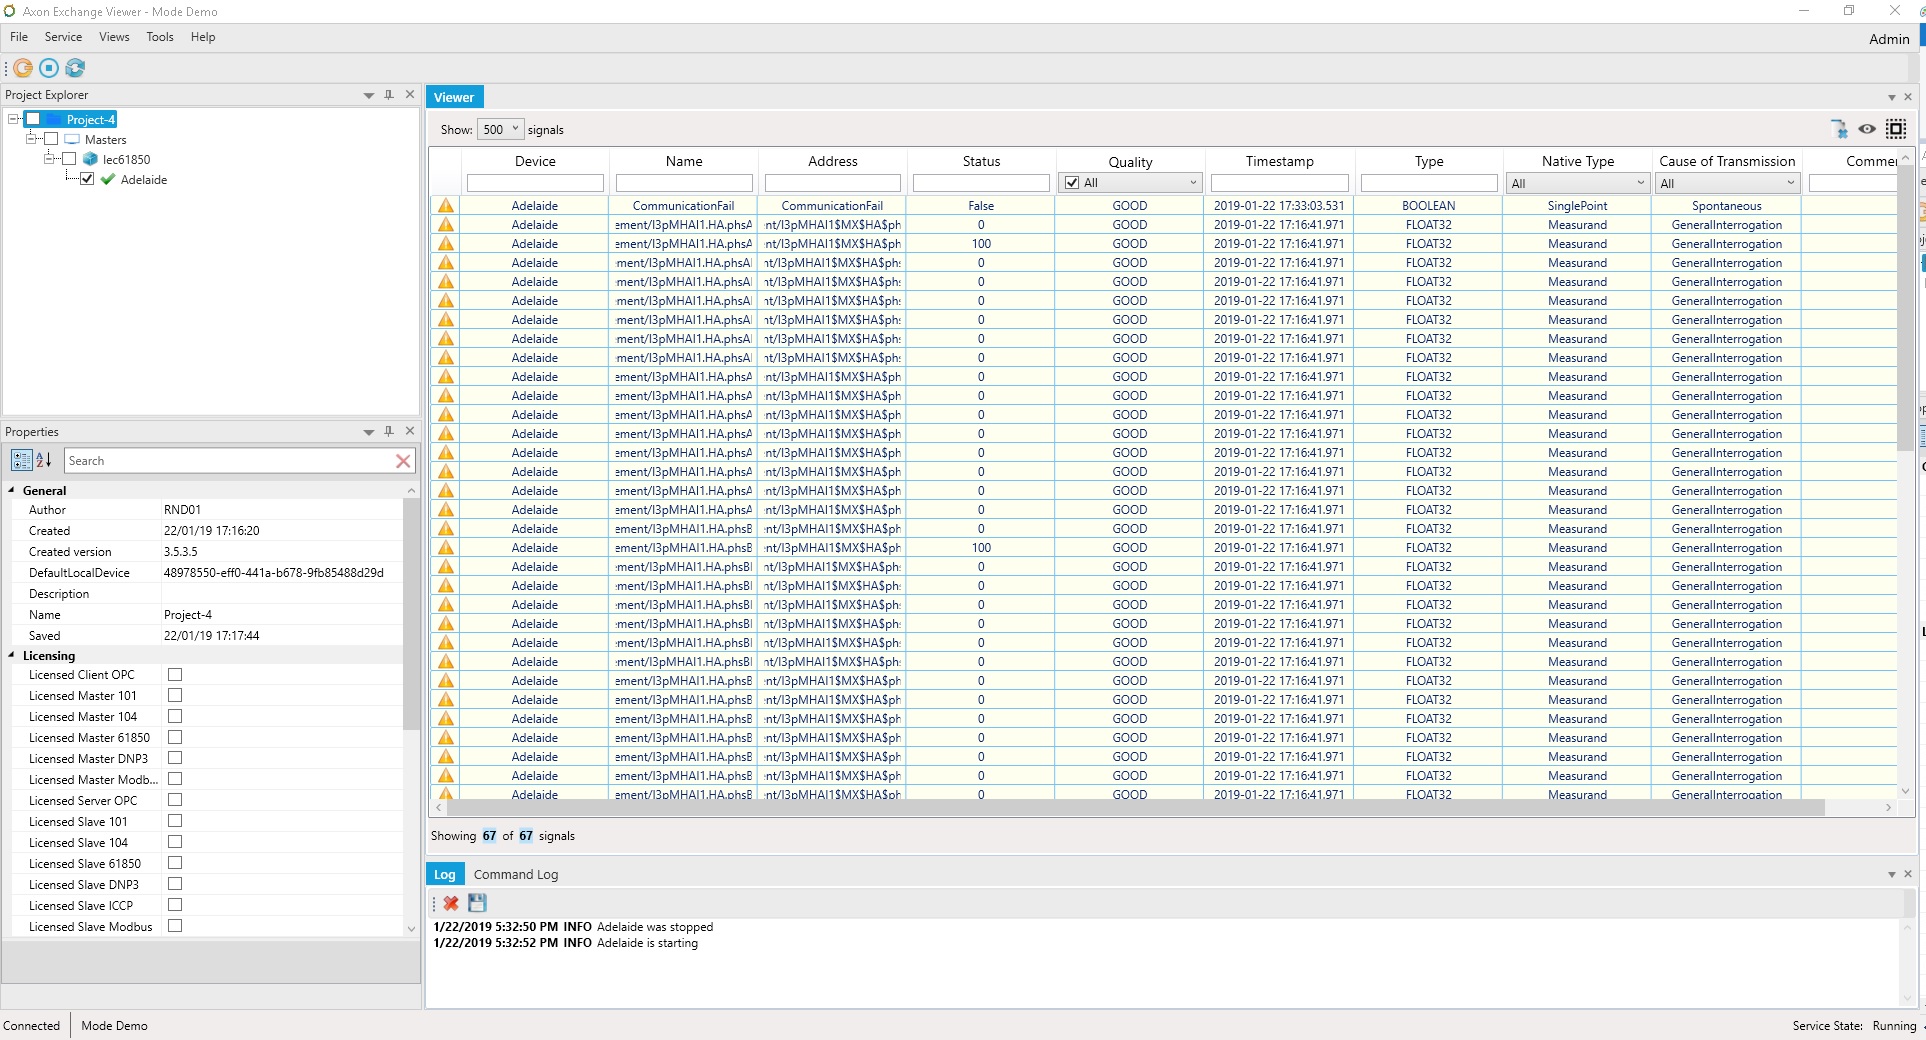 Axon Exchange Viewer - Mode Demo
File Service Views Tools Help
Admin
Project Explorer
Project-4
Masters
Iec61850
Adelaide
Properties
Search
General
Author RND01
Created 22/01/19 17:16:20
Created version 3.5.3.5
DefaultLocalDevice 48978550-eff0-441a-b678-9fb85488d29d
Description
Name Project-4
Saved 22/01/19 17:17:44
Licensing
Licensed Client OPC
Licensed Master 101
Licensed Master 104
Licensed Master 61850
Licensed Master DNP3
Licensed Master Modb...
Licensed Server OPC
Licensed Slave 101
Licensed Slave 104
Licensed Slave 61850
Licensed Slave DNP3
Licensed Slave ICCP
Licensed Slave Modbus
Viewer
Show: 500 signals
Device Name Address Status Quality Timestamp Type Native Type Cause of Transmission Commer
All All All
Adelaide CommunicationFail CommunicationFail False GOOD 2019-01-22 17:33:03.531 BOOLEAN SinglePoint Spontaneous
Adelaide ement/I3pMHAI1.HA.phsA ent/I3pMHAI1$MX$HA$ph 0 GOOD 2019-01-22 17:16:41.971 FLOAT32 Measurand GeneralInterrogation
Adelaide ement/I3pMHAI1.HA.phsA ent/I3pMHAI1$MX$HA$ph 100 GOOD 2019-01-22 17:16:41.971 FLOAT32 Measurand GeneralInterrogation
Adelaide ment/I3pMHAI1.HA.phsA nt/I3pMHAI1$MX$HA$phs 0 GOOD 2019-01-22 17:16:41.971 FLOAT32 Measurand GeneralInterrogation
Adelaide ment/I3pMHAI1.HA.phsA nt/I3pMHAI1$MX$HA$phs 0 GOOD 2019-01-22 17:16:41.971 FLOAT32 Measurand GeneralInterrogation
Adelaide ment/I3pMHAI1.HA.phsA nt/I3pMHAI1$MX$HA$phs 0 GOOD 2019-01-22 17:16:41.971 FLOAT32 Measurand GeneralInterrogation
Adelaide ment/I3pMHAI1.HA.phsA nt/I3pMHAI1$MX$HA$phs 0 GOOD 2019-01-22 17:16:41.971 FLOAT32 Measurand GeneralInterrogation
Adelaide ment/I3pMHAI1.HA.phsA nt/I3pMHAI1$MX$HA$phs 0 GOOD 2019-01-22 17:16:41.971 FLOAT32 Measurand GeneralInterrogation
Adelaide ment/I3pMHAI1.HA.phsA nt/I3pMHAI1$MX$HA$phs 0 GOOD 2019-01-22 17:16:41.971 FLOAT32 Measurand GeneralInterrogation
Adelaide ement/I3pMHAI1.HA.phsA ent/I3pMHAI1$MX$HA$ph 0 GOOD 2019-01-22 17:16:41.971 FLOAT32 Measurand GeneralInterrogation
Adelaide ement/I3pMHAI1.HA.phsA ent/I3pMHAI1$MX$HA$ph 0 GOOD 2019-01-22 17:16:41.971 FLOAT32 Measurand GeneralInterrogation
Adelaide ement/I3pMHAI1.HA.phsA ent/I3pMHAI1$MX$HA$ph 0 GOOD 2019-01-22 17:16:41.971 FLOAT32 Measurand GeneralInterrogation
Adelaide ement/I3pMHAI1.HA.phsA ent/I3pMHAI1$MX$HA$ph 0 GOOD 2019-01-22 17:16:41.971 FLOAT32 Measurand GeneralInterrogation
Adelaide ement/I3pMHAI1.HA.phsA ent/I3pMHAI1$MX$HA$ph 0 GOOD 2019-01-22 17:16:41.971 FLOAT32 Measurand GeneralInterrogation
Adelaide ement/I3pMHAI1.HA.phsA ent/I3pMHAI1$MX$HA$ph 0 GOOD 2019-01-22 17:16:41.971 FLOAT32 Measurand GeneralInterrogation
Adelaide ement/I3pMHAI1.HA.phsA ent/I3pMHAI1$MX$HA$ph 0 GOOD 2019-01-22 17:16:41.971 FLOAT32 Measurand GeneralInterrogation
Adelaide ement/I3pMHAI1.HA.phsA ent/I3pMHAI1$MX$HA$ph 0 GOOD 2019-01-22 17:16:41.971 FLOAT32 Measurand GeneralInterrogation
Adelaide ement/I3pMHAI1.HA.phsB ent/I3pMHAI1$MX$HA$ph 0 GOOD 2019-01-22 17:16:41.971 FLOAT32 Measurand GeneralInterrogation
Adelaide ement/I3pMHAI1.HA.phsB ent/I3pMHAI1$MX$HA$ph 100 GOOD 2019-01-22 17:16:41.971 FLOAT32 Measurand GeneralInterrogation
Adelaide ment/I3pMHAI1.HA.phsB nt/I3pMHAI1$MX$HA$phs 0 GOOD 2019-01-22 17:16:41.971 FLOAT32 Measurand GeneralInterrogation
Adelaide ment/I3pMHAI1.HA.phsB nt/I3pMHAI1$MX$HA$phs 0 GOOD 2019-01-22 17:16:41.971 FLOAT32 Measurand GeneralInterrogation
Adelaide ment/I3pMHAI1.HA.phsB nt/I3pMHAI1$MX$HA$phs 0 GOOD 2019-01-22 17:16:41.971 FLOAT32 Measurand GeneralInterrogation
Adelaide ment/I3pMHAI1.HA.phsB nt/I3pMHAI1$MX$HA$phs 0 GOOD 2019-01-22 17:16:41.971 FLOAT32 Measurand GeneralInterrogation
Adelaide ment/I3pMHAI1.HA.phsB nt/I3pMHAI1$MX$HA$phs 0 GOOD 2019-01-22 17:16:41.971 FLOAT32 Measurand GeneralInterrogation
Adelaide ment/I3pMHAI1.HA.phsB nt/I3pMHAI1$MX$HA$phs 0 GOOD 2019-01-22 17:16:41.971 FLOAT32 Measurand GeneralInterrogation
Adelaide ement/I3pMHAI1.HA.phsB ent/I3pMHAI1$MX$HA$ph 0 GOOD 2019-01-22 17:16:41.971 FLOAT32 Measurand GeneralInterrogation
Adelaide ement/I3pMHAI1.HA.phsB ent/I3pMHAI1$MX$HA$ph 0 GOOD 2019-01-22 17:16:41.971 FLOAT32 Measurand GeneralInterrogation
Adelaide ement/I3pMHAI1.HA.phsB ent/I3pMHAI1$MX$HA$ph 0 GOOD 2019-01-22 17:16:41.971 FLOAT32 Measurand GeneralInterrogation
Adelaide ement/I3pMHAI1.HA.phsB ent/I3pMHAI1$MX$HA$ph 0 GOOD 2019-01-22 17:16:41.971 FLOAT32 Measurand GeneralInterrogation
Adelaide ement/I3pMHAI1.HA.phsB ent/I3pMHAI1$MX$HA$ph 0 GOOD 2019-01-22 17:16:41.971 FLOAT32 Measurand GeneralInterrogation
Adelaide ement/I3pMHAI1.HA.phsB ent/I3pMHAI1$MX$HA$ph 0 GOOD 2019-01-22 17:16:41.971 FLOAT32 Measurand GeneralInterrogation
Adelaide ement/I3pMHAI1.HA.phsB ent/I3pMHAI1$MX$HA$ph 0 GOOD 2019-01-22 17:16:41.971 FLOAT32 Measurand GeneralInterrogation
Showing 67 of 67 signals
Log Command Log
1/22/2019 5:32:50 PM INFO Adelaide was stopped
1/22/2019 5:32:52 PM INFO Adelaide is starting
Connected Mode Demo
Service State: Running